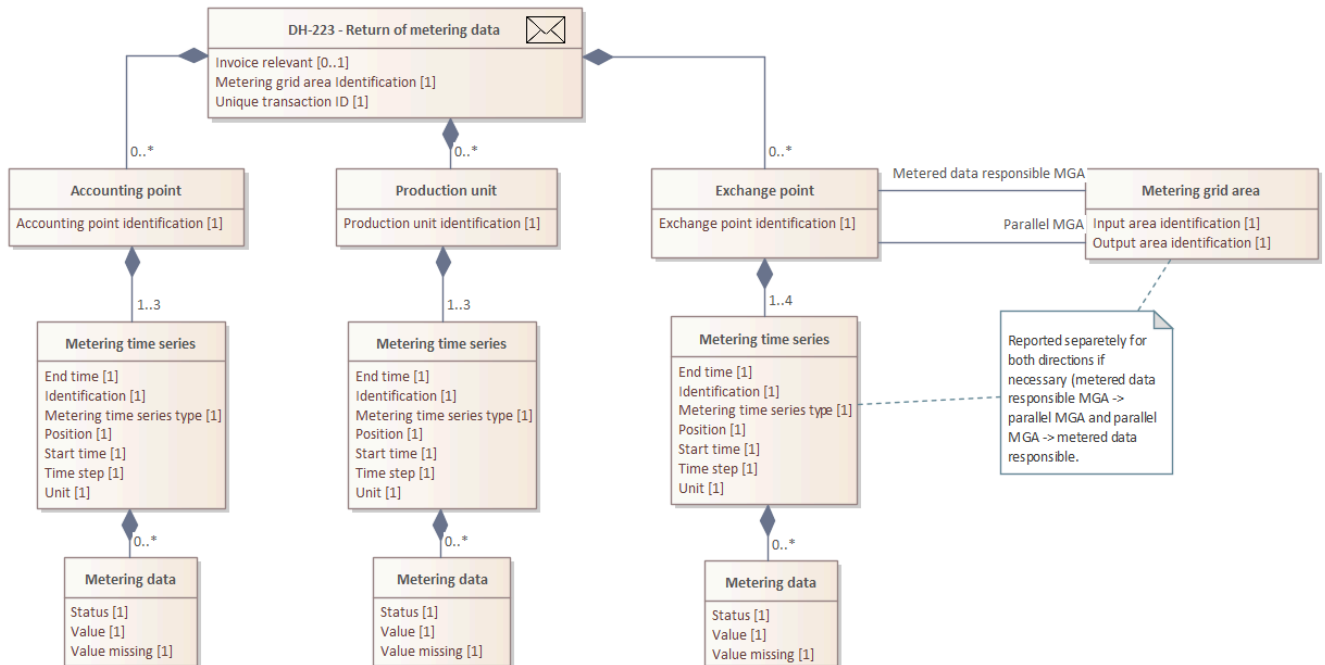 DH-223 - Return of metering data
Invoice relevant [0..1]
Metering grid area Identification [1]
Unique transaction ID [1]
0..*
0..*
0..*
Accounting point
Accounting point identification [1]
Production unit
Production unit identification [1]
Exchange point
Exchange point identification [1]
Metered data responsible MGA
Parallel MGA
Metering grid area
Input area identification [1]
Output area identification [1]
1..3
1..3
1..4
Metering time series
End time [1]
Identification [1]
Metering time series type [1]
Position [1]
Start time [1]
Time step [1]
Unit [1]
Metering time series
End time [1]
Identification [1]
Metering time series type [1]
Position [1]
Start time [1]
Time step [1]
Unit [1]
Metering time series
End time [1]
Identification [1]
Metering time series type [1]
Position [1]
Start time [1]
Time step [1]
Unit [1]
Reported separetely for
both directions if
necessary (metered data
responsible MGA ->
parallel MGA and parallel
MGA -> metered data
responsible.
0..*
0..*
0..*
Metering data
Status [1]
Value [1]
Value missing [1]
Metering data
Status [1]
Value [1]
Value missing [1]
Metering data
Status [1]
Value [1]
Value missing [1]